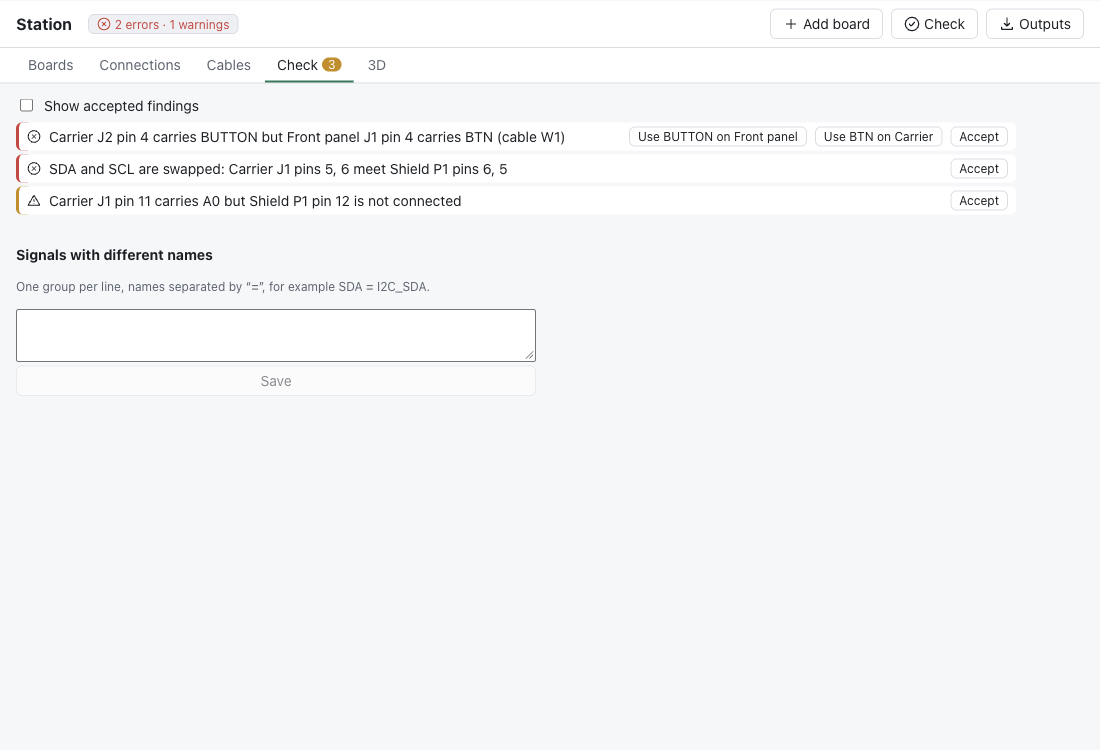 Station
2 errors · 1 warnings
Add board
Check
Outputs
Boards
Connections
Cables
Check 3
3D
Show accepted findings
Carrier J2 pin 4 carries BUTTON but Front panel J1 pin 4 carries BTN (cable W1)
Use BUTTON on Front panel
Use BTN on Carrier
Accept
SDA and SCL are swapped: Carrier J1 pins 5, 6 meet Shield P1 pins 6, 5
Accept
Carrier J1 pin 11 carries A0 but Shield P1 pin 12 is not connected
Accept
Signals with different names
One group per line, names separated by “=”, for example SDA = I2C_SDA.
Save